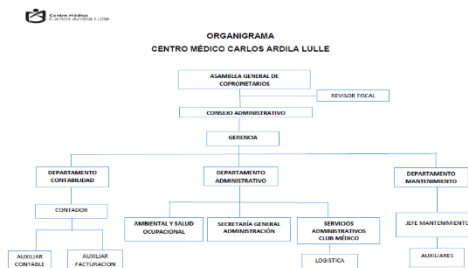 Centro Médico
Carlos Ardila Lulle
ORGANIGRAMA
CENTRO MÉDICO CARLOS ARDILA LULLE
ASAMBLEA GENERAL DE
COPROPIETARIOS
REVISOR FISCAL
CONSEJO ADMINISTRATIVO
GERENCIA
DEPARTAMENTO
CONTABILIDAD
DEPARTAMENTO
ADMINISTRATIVO
DEPARTAMENTO
MANTENIMIENTO
CONTADOR
AMBIENTAL Y SALUD
OCUPACIONAL
SECRETARÍA GENERAL
ADMINISTRACIÓN
SERVICIOS
ADMINISTRATIVOS
CLUB MÉDICO
JEFE MANTENIMIENTO
AUXILIAR
CONTABLE
AUXILIAR
FACTURACION
LOGISTICA
AUXILIARES